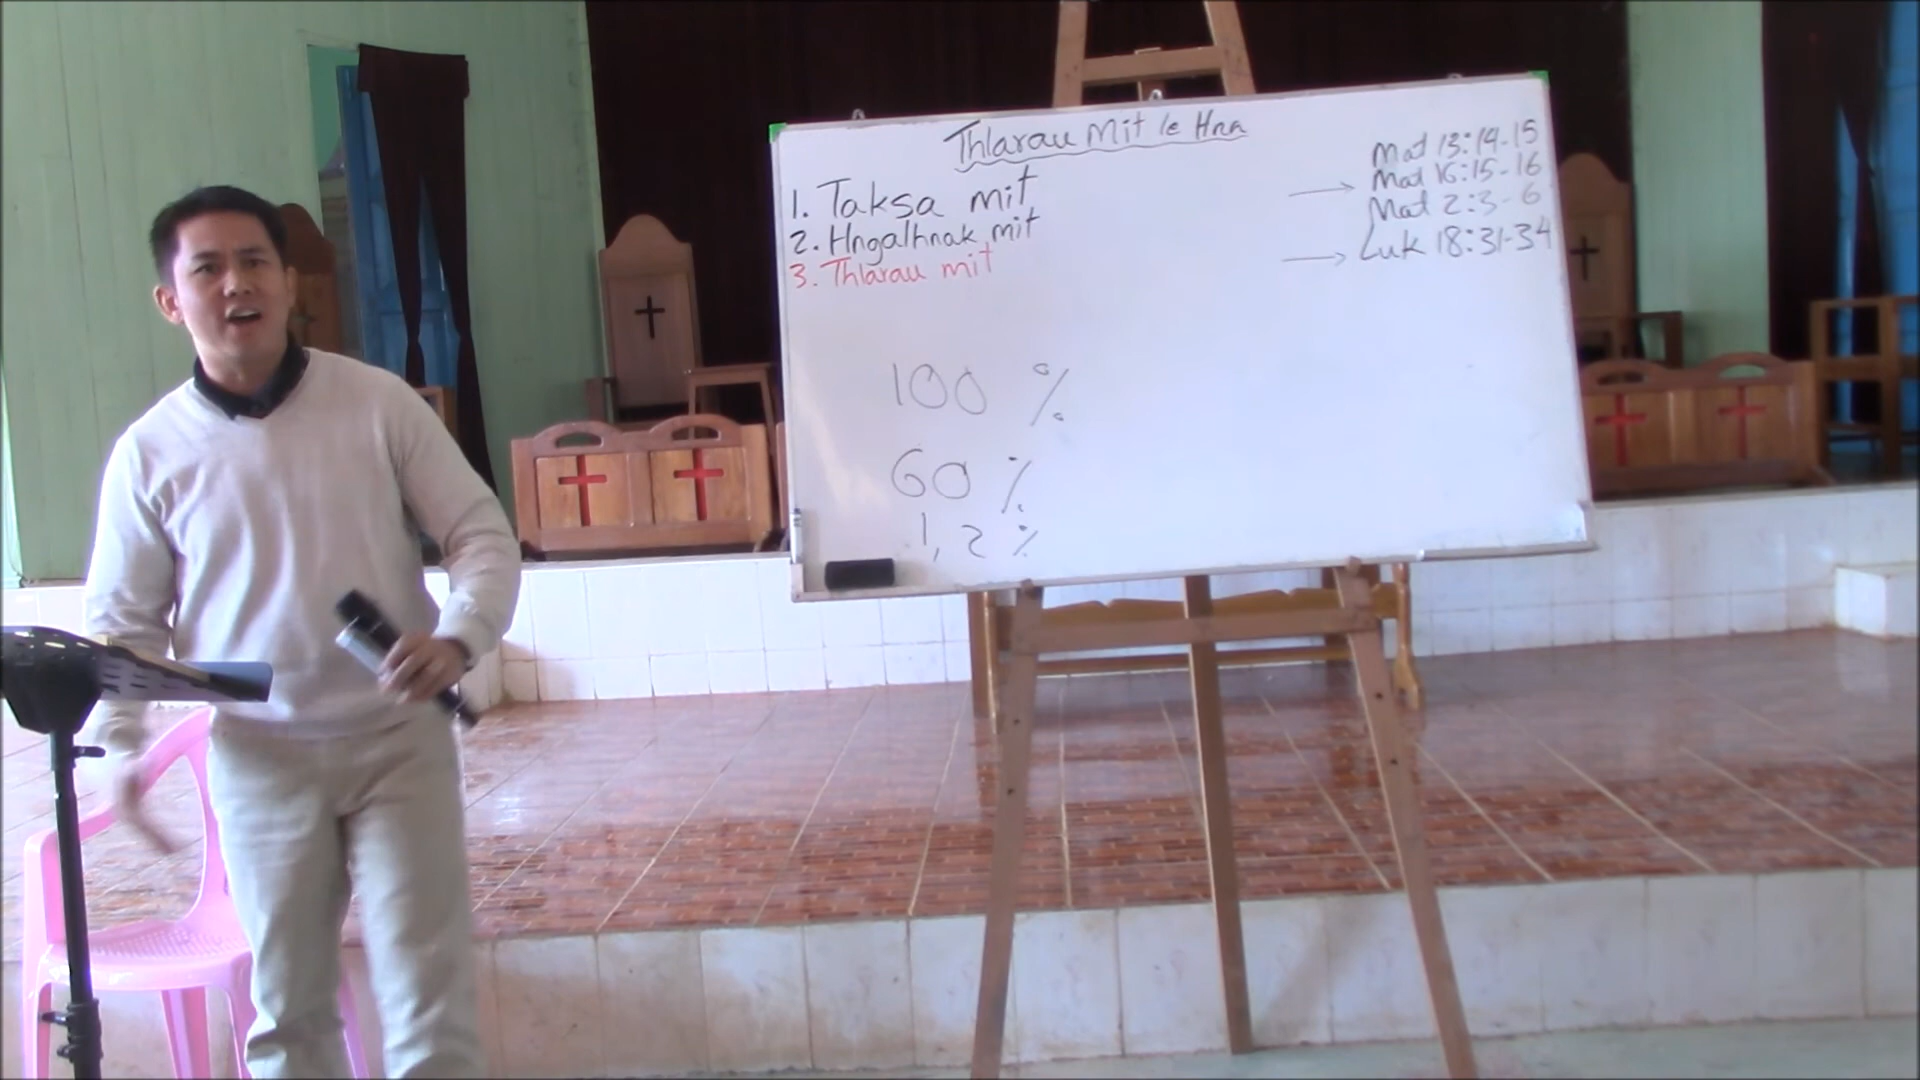 Thlarau Mit le Hna
1. Taksa mit
2. Hngalhnak mit
3. Thlarau mit
100 %
60 %
1,2 %
Mat 13:14-15
Mat 16:15-16
Mat 2:3-6
Luk 18:31-34